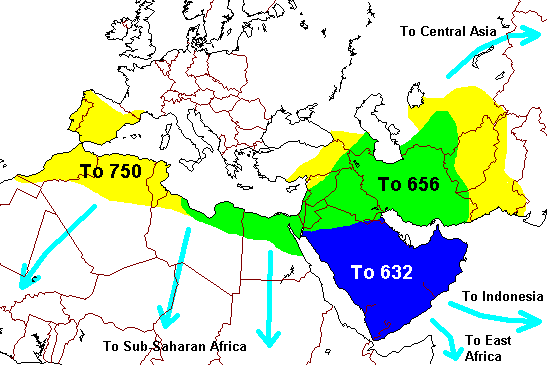 To Central Asia
To 750
To 656
To 632
To Indonesia
To Sub-Saharan Africa
To East
Africa